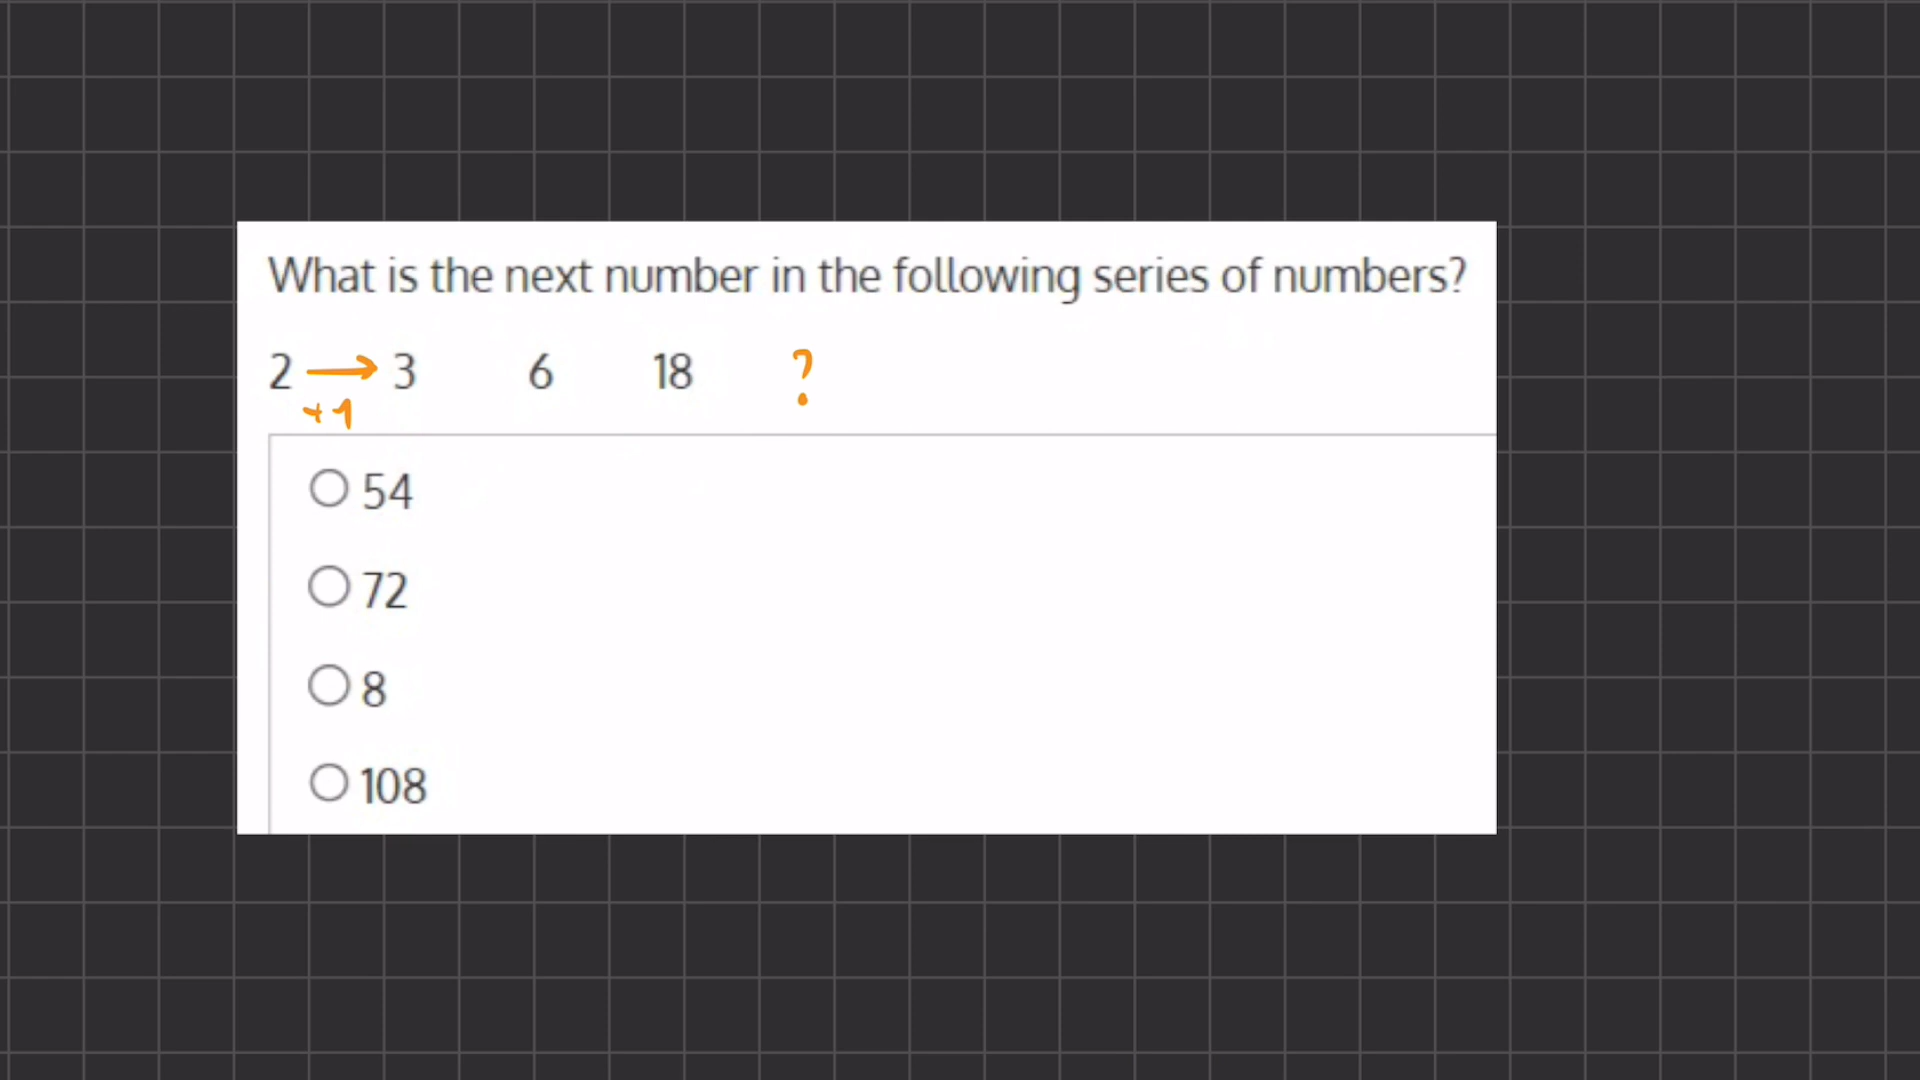 What is the next number in the following series of numbers?
2 → 3 6 18 ?
+1
54
72
8
108